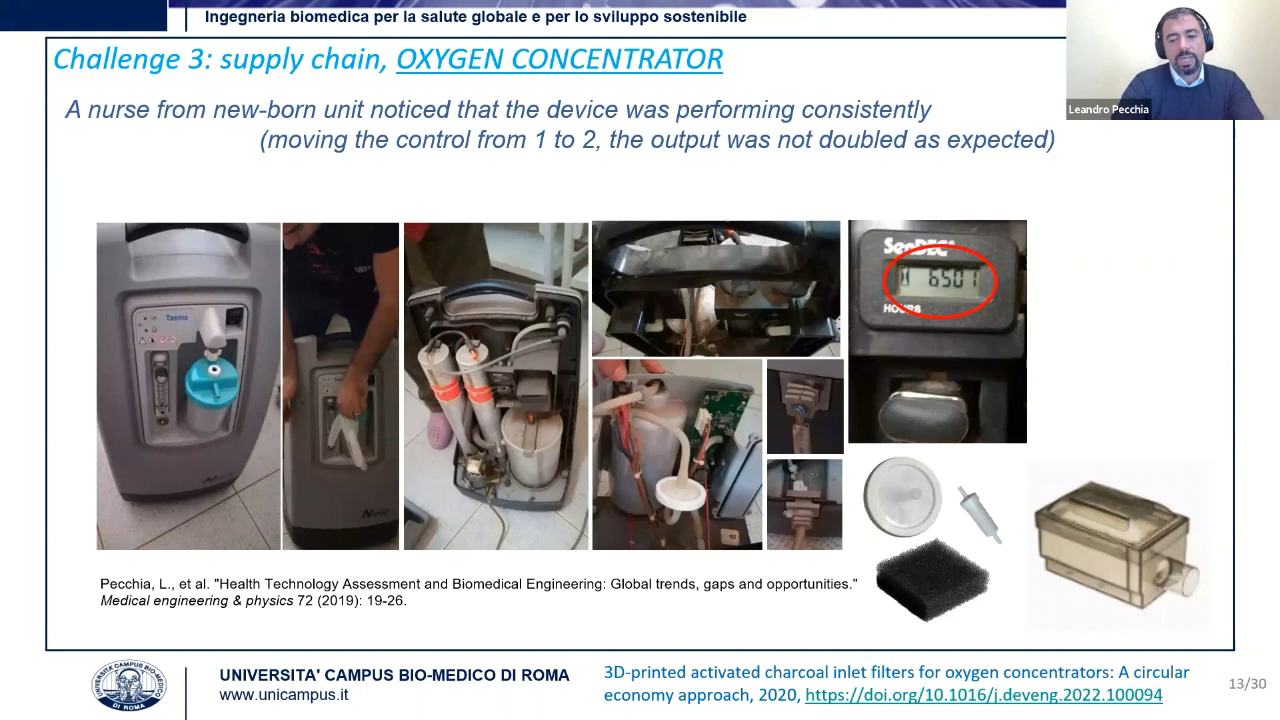 Ingegneria biomedica per la salute globale e per lo sviluppo sostenibile
Challenge 3: supply chain, OXYGEN CONCENTRATOR
Leandro Pecchia
A nurse from new-born unit noticed that the device was performing consistently
(moving the control from 1 to 2, the output was not doubled as expected)
Taema
SenDEC
6501
HOURS
Pecchia, L., et al. "Health Technology Assessment and Biomedical Engineering: Global trends, gaps and opportunities."
Medical engineering & physics 72 (2019): 19-26.
UNIVERSITA' CAMPUS BIO-MEDICO DI ROMA
www.unicampus.it
3D-printed activated charcoal inlet filters for oxygen concentrators: A circular
economy approach, 2020, https://doi.org/10.1016/j.deveng.2022.100094
13/30